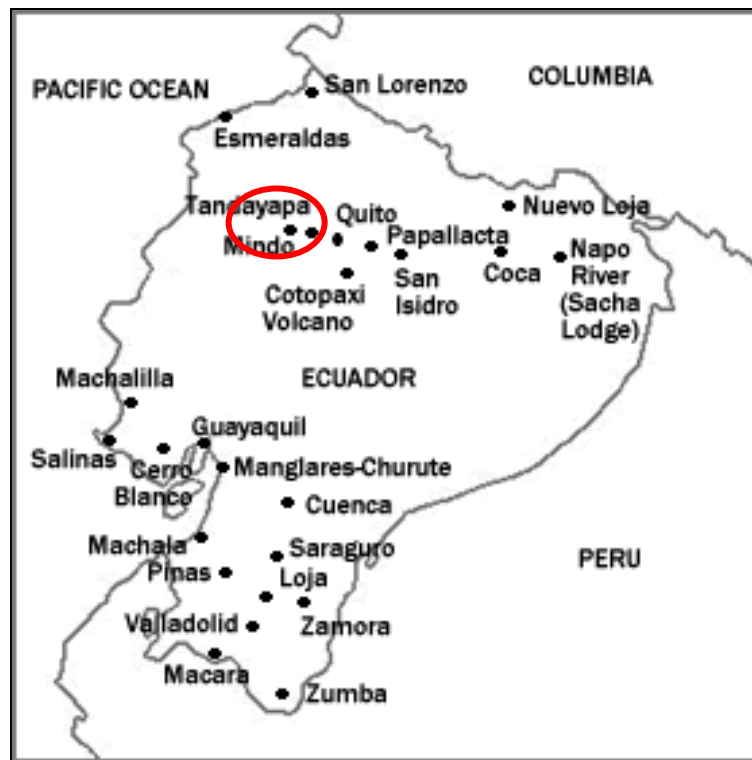 PACIFIC OCEAN
COLUMBIA
San Lorenzo
Esmeraldas
Tandayapa
Mindo
Quito
Papallacta
Nuevo Loja
San
Isidro
Coca
Napo
River
(Sacha
Lodge)
Cotopaxi
Volcano
ECUADOR
Machalilla
Guayaquil
Salinas
Cerro
Blanco
Manglares-Churute
Cuenca
Machala
Saraguro
PERU
Pinas
Loja
Valladolid
Zamora
Macara
Zumba